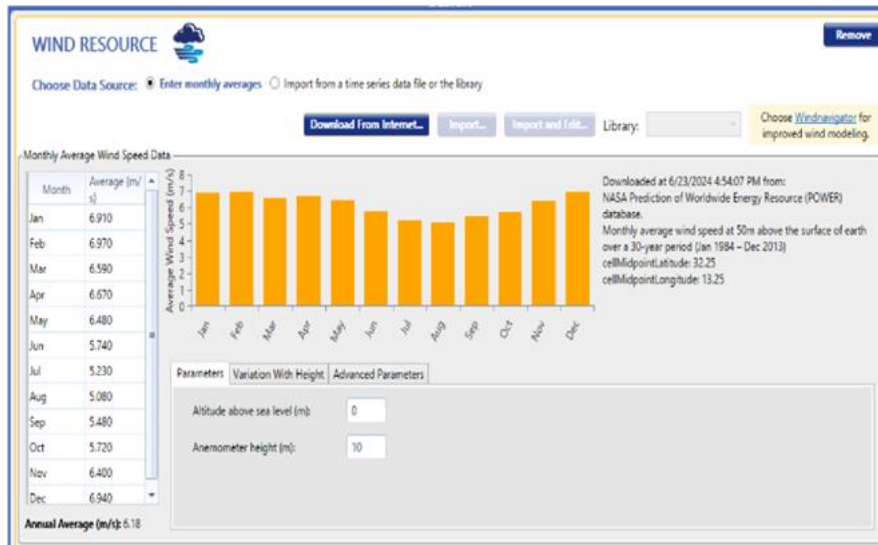 WIND RESOURCE
Remove
Choose Data Source: Enter monthly averages Import from a time series data file or the library
Download From Internet... Import... Import and Edit... Library:
Choose Windnavigator for
improved wind modeling.
Monthly Average Wind Speed Data
Month Average (m/
s)
Jan 6.910
Feb 6.970
Mar 6.590
Apr 6.670
May 6.480
Jun 5.740
Jul 5.230
Aug 5.080
Sep 5.480
Oct 5.720
Nov 6.400
Dec 6.940
Annual Average (m/s): 6.18
Average Wind Speed (m/s)
8
7
6
5
4
3
2
1
0
Jan Feb Mar Apr May Jun Jul Aug Sep Oct Nov Dec
Downloaded at 6/23/2024 4:54:07 PM from:
NASA Prediction of Worldwide Energy Resource (POWER)
database.
Monthly average wind speed at 50m above the surface of earth
over a 30-year period (Jan 1984 – Dec 2013)
cellMidpointLatitude: 32.25
cellMidpointLongitude: 13.25
Parameters Variation With Height Advanced Parameters
Altitude above sea level (m): 0
Anemometer height (m): 10